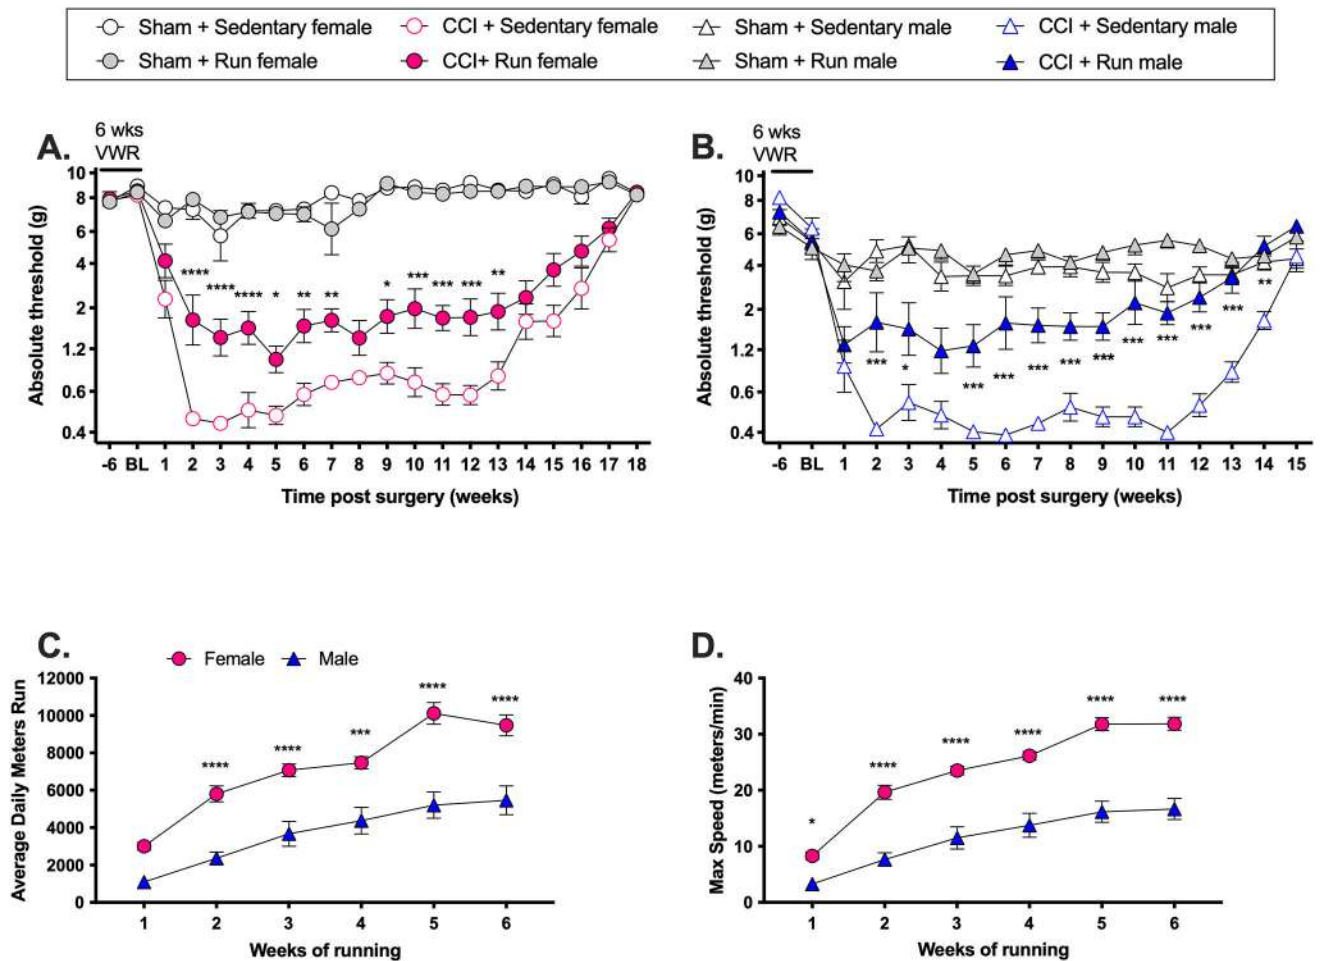 Sham + Sedentary female CCI + Sedentary female Sham + Sedentary male CCI + Sedentary male
Sham + Run female CCI+ Run female Sham + Run male CCI + Run male
A.
6 wks
VWR
Absolute threshold (g)
10
8
6
4
2
1.2
0.6
0.4
**** **** **** * ** ** * *** *** *** **
-6 BL 1 2 3 4 5 6 7 8 9 10 11 12 13 14 15 16 17 18
Time post surgery (weeks)
B.
6 wks
VWR
Absolute threshold (g)
10
8
6
4
2
1.2
0.6
0.4
*** * *** *** *** *** *** *** *** *** *** **
-6 BL 1 2 3 4 5 6 7 8 9 10 11 12 13 14 15
Time post surgery (weeks)
C.
Female Male
Average Daily Meters Run
12000
10000
8000
6000
4000
2000
0
**** **** *** **** ****
1 2 3 4 5 6
Weeks of running
D.
Max Speed (meters/min)
40
30
20
10
0
* **** **** **** **** ****
1 2 3 4 5 6
Weeks of running